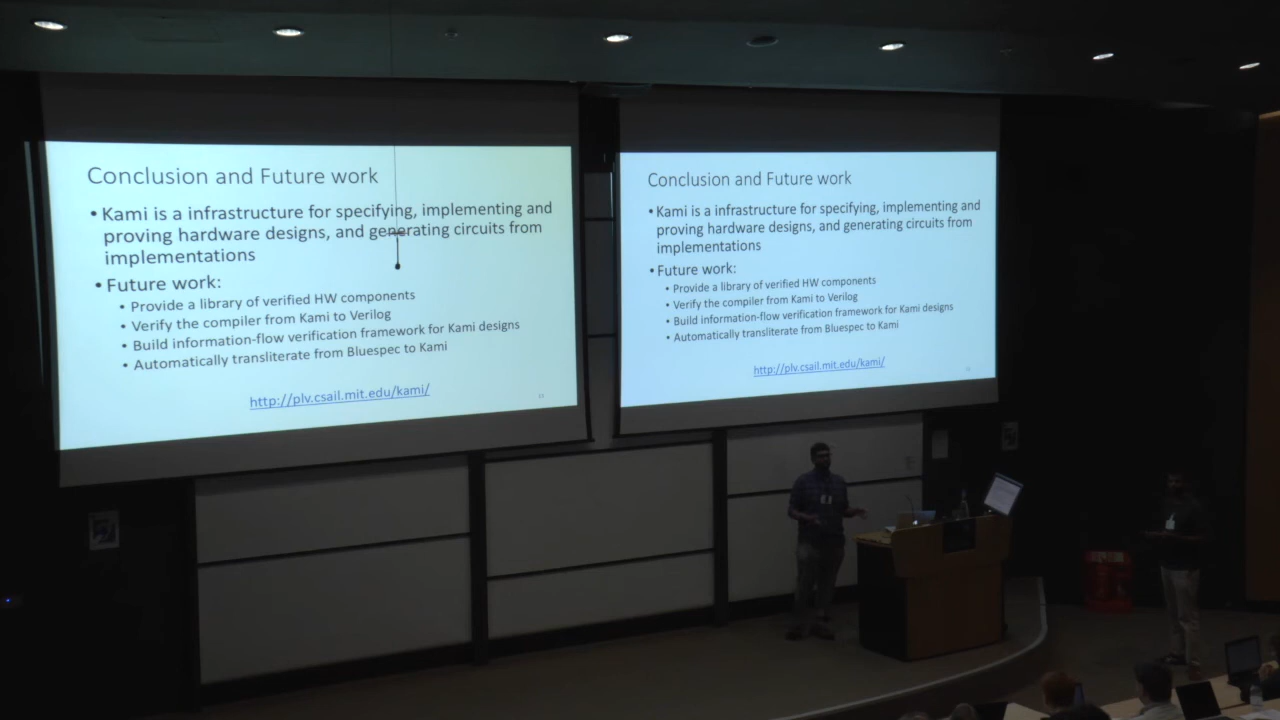 Conclusion and Future work
• Kami is a infrastructure for specifying, implementing and
proving hardware designs, and generating circuits from
implementations
• Future work:
• Provide a library of verified HW components
• Verify the compiler from Kami to Verilog
• Build information-flow verification framework for Kami designs
• Automatically transliterate from Bluespec to Kami
http://plv.csail.mit.edu/kami/
Conclusion and Future work
• Kami is a infrastructure for specifying, implementing and
proving hardware designs, and generating circuits from
implementations
• Future work:
• Provide a library of verified HW components
• Verify the compiler from Kami to Verilog
• Build information-flow verification framework for Kami designs
• Automatically transliterate from Bluespec to Kami
http://plv.csail.mit.edu/kami/